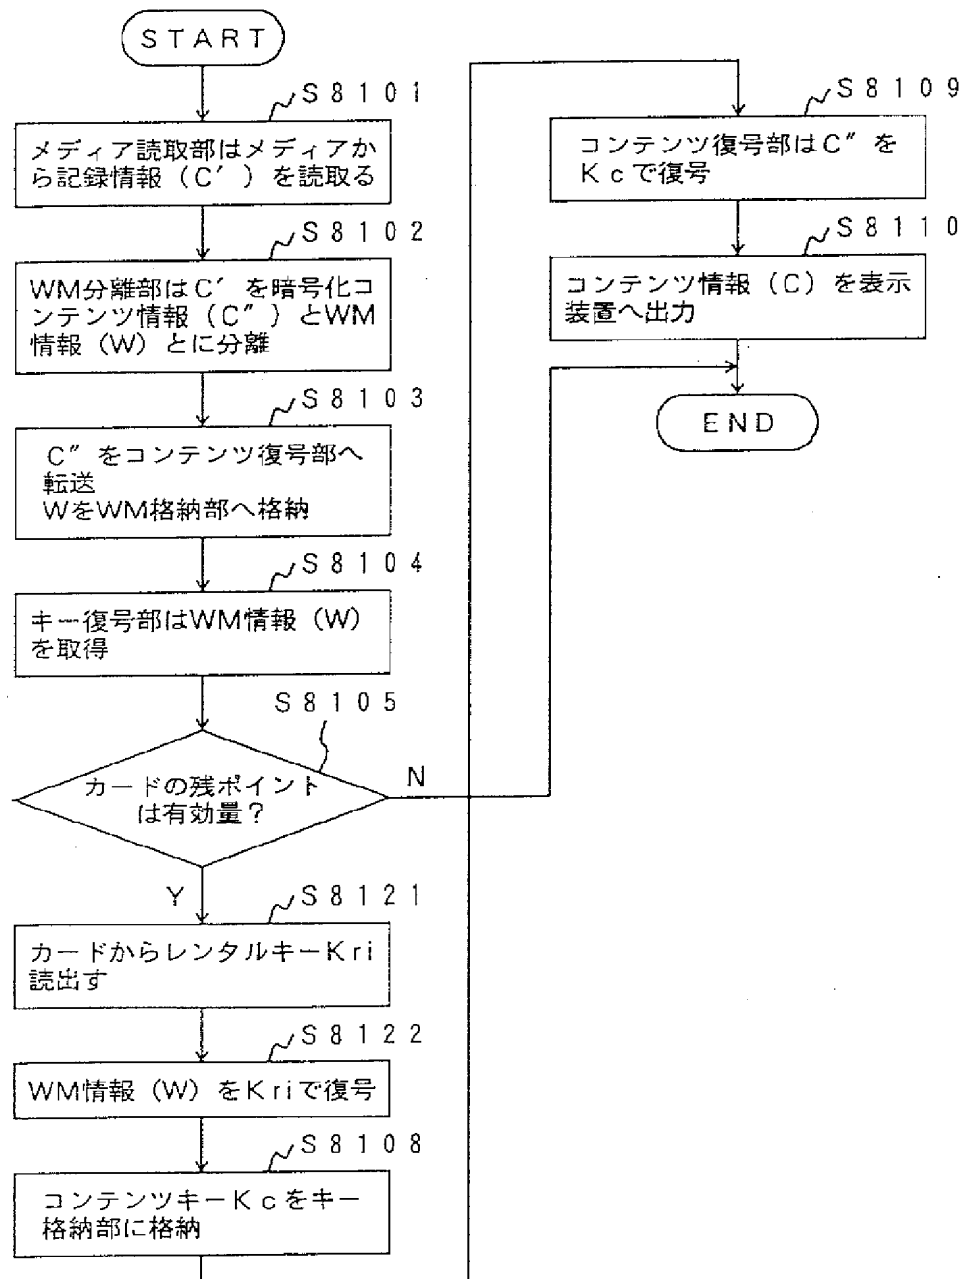 START
S8101
メディア読取部はメディアか
ら記録情報（C′）を読取る
S8102
WM分離部はC′を暗号化コ
ンテンツ情報（C″）とWM
情報（W）とに分離
S8103
C″をコンテンツ復号部へ
転送
WをWM格納部へ格納
S8104
キー復号部はWM情報（W）
を取得
S8105
カードの残ポイント
は有効量？
N
Y
S8121
カードからレンタルキーKri
読出す
S8122
WM情報（W）をKriで復号
S8108
コンテンツキーKcをキー
格納部に格納
S8109
コンテンツ復号部はC″を
Kcで復号
S8110
コンテンツ情報（C）を表示
装置へ出力
END